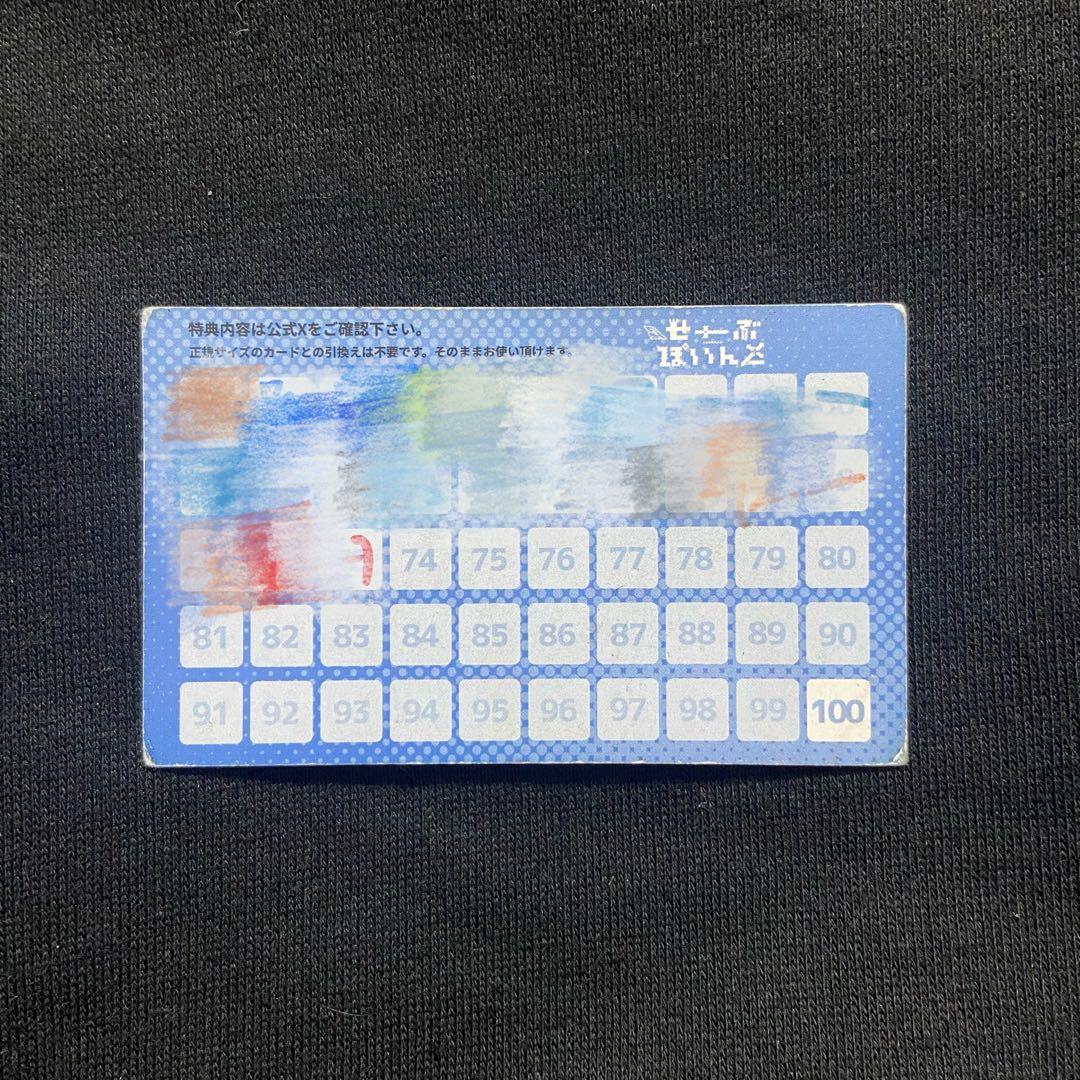 特典内容は公式Xをご確認下さい。
正規サイズのカードとの引換えは不要です。そのままお使い頂けます。
せーぶ
ぽいんと
74 75 76 77 78 79 80
81 82 83 84 85 86 87 88 89 90
91 92 93 94 95 96 97 98 99 100